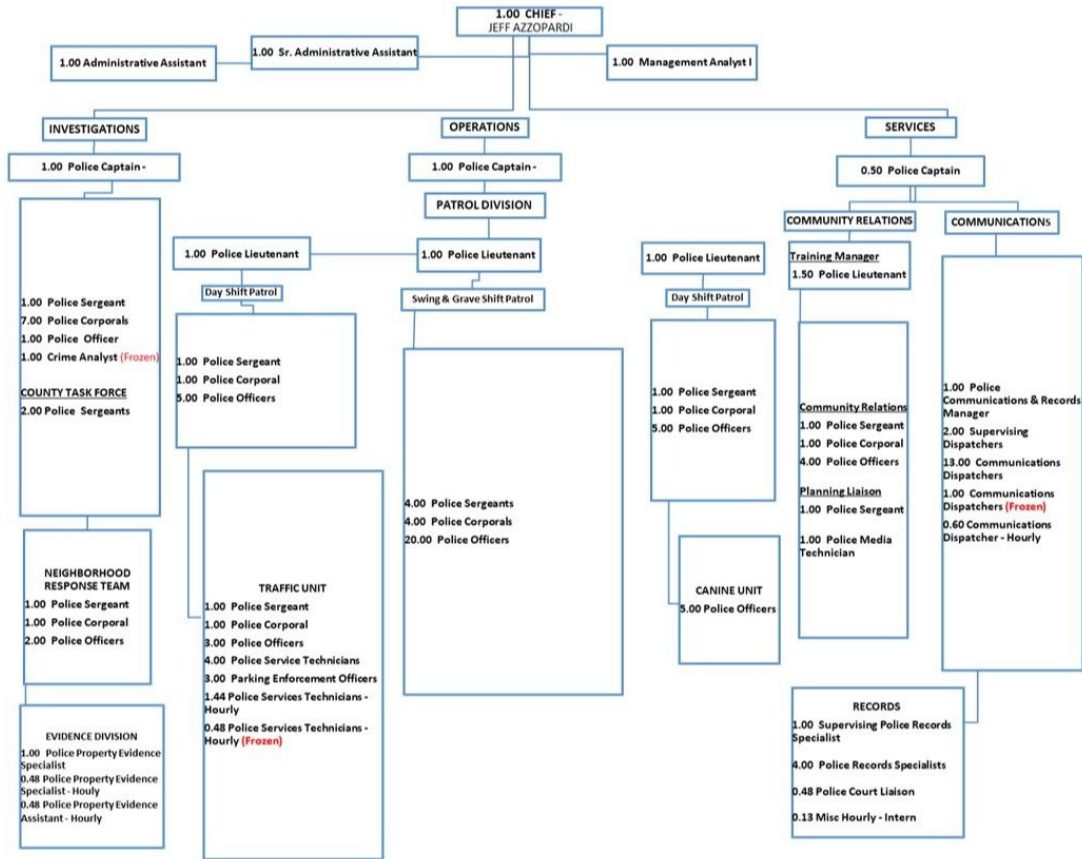 1.00 CHIEF -
JEFF AZZOPARDI
1.00 Administrative Assistant
1.00 Sr. Administrative Assistant
1.00 Management Analyst I
INVESTIGATIONS
1.00 Police Captain -
1.00 Police Sergeant
7.00 Police Corporals
1.00 Police Officer
1.00 Crime Analyst (Frozen)
COUNTY TASK FORCE
2.00 Police Sergeants
NEIGHBORHOOD
RESPONSE TEAM
1.00 Police Sergeant
1.00 Police Corporal
2.00 Police Officers
EVIDENCE DIVISION
1.00 Police Property Evidence
Specialist
0.48 Police Property Evidence
Specialist - Houly
0.48 Police Property Evidence
Assistant - Hourly
OPERATIONS
1.00 Police Captain -
PATROL DIVISION
1.00 Police Lieutenant
Day Shift Patrol
1.00 Police Sergeant
1.00 Police Corporal
5.00 Police Officers
TRAFFIC UNIT
1.00 Police Sergeant
1.00 Police Corporal
3.00 Police Officers
4.00 Police Service Technicians
3.00 Parking Enforcement Officers
1.44 Police Services Technicians -
Hourly
0.48 Police Services Technicians -
Hourly (Frozen)
1.00 Police Lieutenant
Swing & Grave Shift Patrol
4.00 Police Sergeants
4.00 Police Corporals
20.00 Police Officers
1.00 Police Lieutenant
Day Shift Patrol
1.00 Police Sergeant
1.00 Police Corporal
5.00 Police Officers
CANINE UNIT
5.00 Police Officers
SERVICES
0.50 Police Captain
COMMUNITY RELATIONS
Training Manager
1.50 Police Lieutenant
Community Relations
1.00 Police Sergeant
1.00 Police Corporal
4.00 Police Officers
Planning Liaison
1.00 Police Sergeant
1.00 Police Media
Technician
COMMUNICATIONS
1.00 Police
Communications & Records
Manager
2.00 Supervising
Dispatchers
13.00 Communications
Dispatchers
1.00 Communications
Dispatchers (Frozen)
0.60 Communications
Dispatcher - Hourly
RECORDS
1.00 Supervising Police Records
Specialist
4.00 Police Records Specialists
0.48 Police Court Liaison
0.13 Misc Hourly - Intern